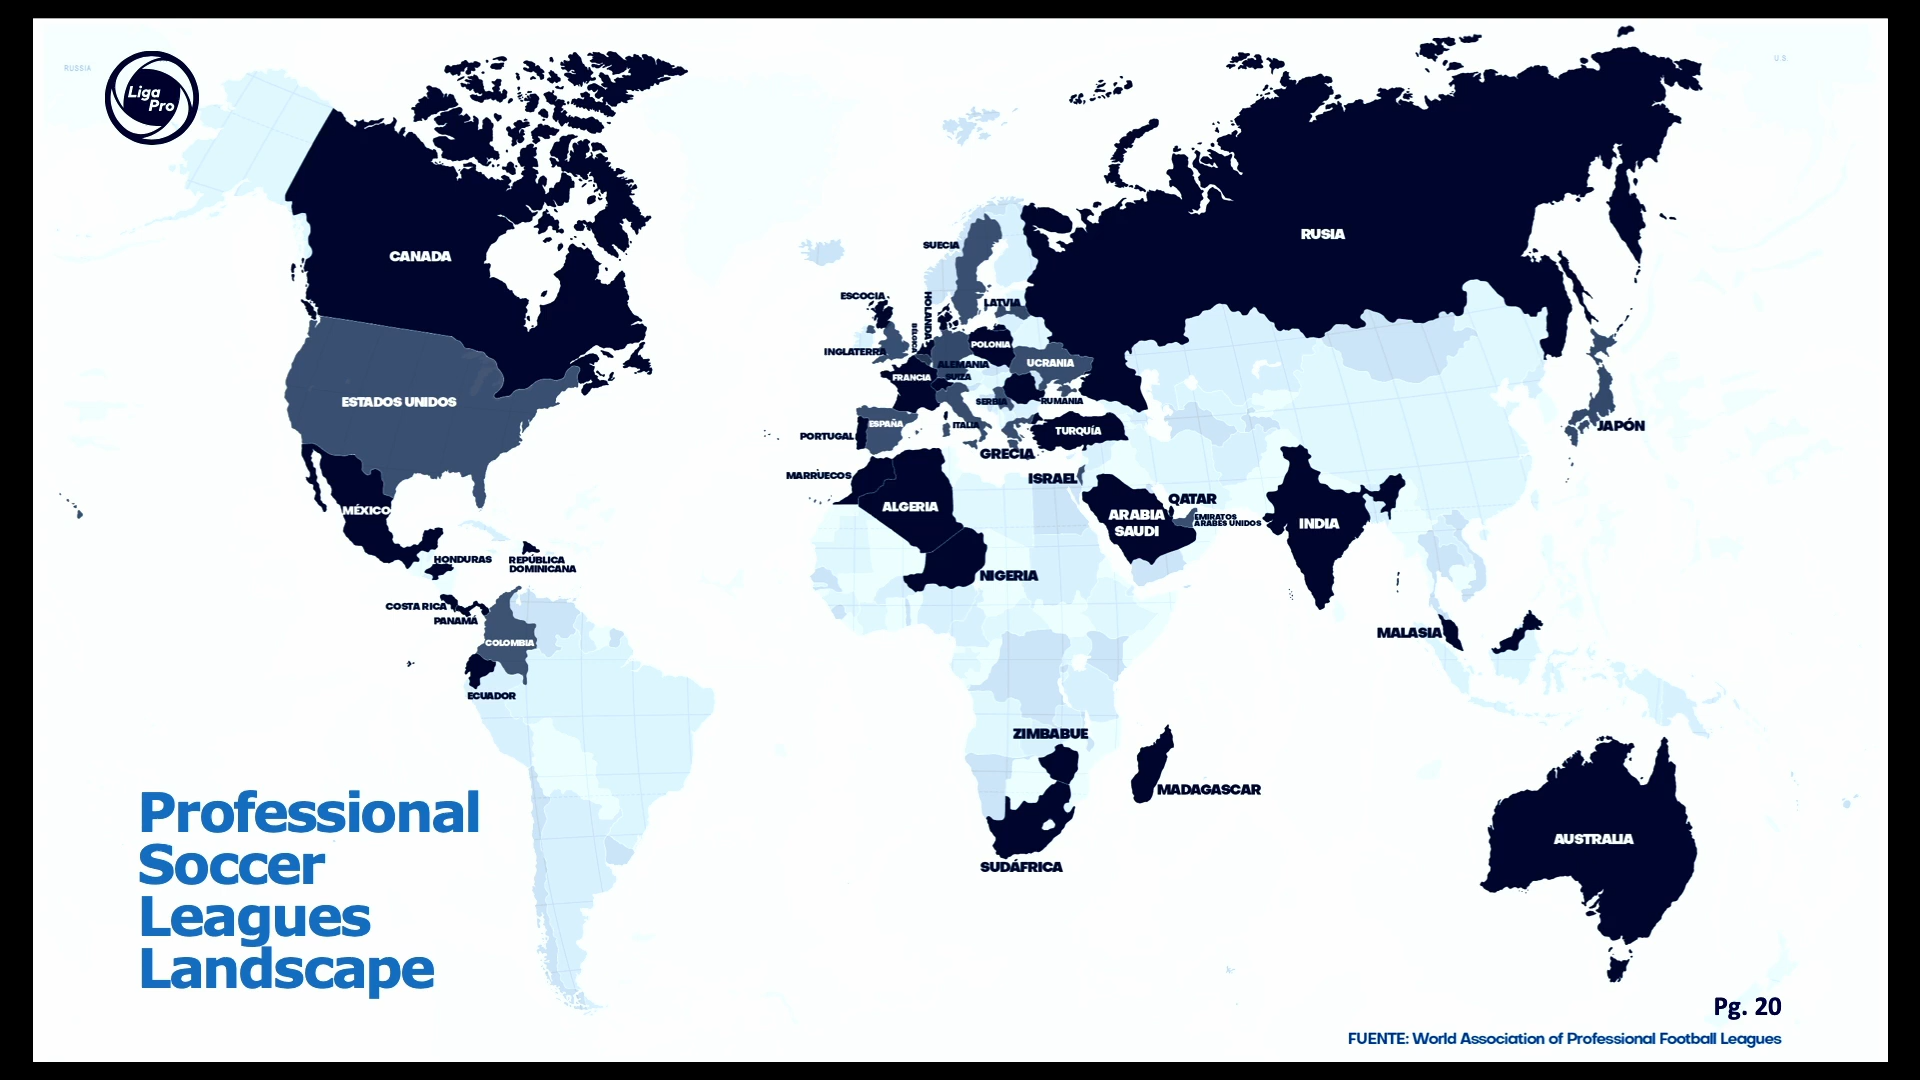 RUSSIA
U.S.
Liga
Pro
CANADA
RUSIA
SUECIA
ESCOCIA
HOLANDA
LATVIA
BÉLGICA
INGLATERRA
POLONIA
ALEMANIA
UCRANIA
FRANCIA
SUIZA
ESTADOS UNIDOS
SERBIA
RUMANIA
ESPAÑA
ITALIA
PORTUGAL
TURQUÍA
JAPÓN
GRECIA
MARRUECOS
ISRAEL
MÉXICO
ALGERIA
QATAR
ARABIA
SAUDI
EMIRATOS
ARABES UNIDOS
INDIA
HONDURAS
REPÚBLICA
DOMINICANA
NIGERIA
COSTA RICA
PANAMÁ
COLOMBIA
MALASIA
ECUADOR
ZIMBABUE
MADAGASCAR
AUSTRALIA
SUDÁFRICA
Professional
Soccer
Leagues
Landscape
Pg. 20
FUENTE: World Association of Professional Football Leagues